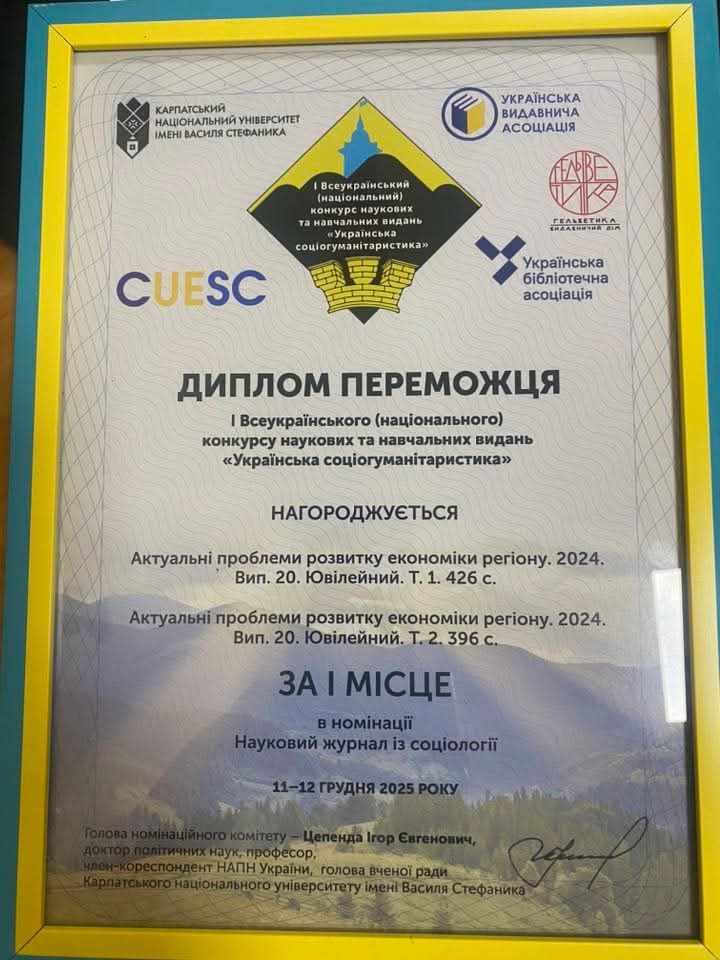 КАРПАТСЬКИЙ
НАЦІОНАЛЬНИЙ УНІВЕРСИТЕТ
ІМЕНІ ВАСИЛЯ СТЕФАНИКА
УКРАЇНСЬКА
ВИДАВНИЧА
АСОЦІАЦІЯ
І Всеукраїнський
(національний)
конкурс наукових
та навчальних видань
«Українська
соціогуманітаристика»
ГЕЛЬВЕ
ТИКА
ГЕЛЬВЕТИКА
ВИДАВНИЧИЙ ДІМ
CUESC
Українська
бібліотечна
асоціація
ДИПЛОМ ПЕРЕМОЖЦЯ
І Всеукраїнського (національного)
конкурсу наукових та навчальних видань
«Українська соціогуманітаристика»
НАГОРОДЖУЄТЬСЯ
Актуальні проблеми розвитку економіки регіону. 2024.
Вип. 20. Ювілейний. Т. 1. 426 с.
Актуальні проблеми розвитку економіки регіону. 2024.
Вип. 20. Ювілейний. Т. 2. 396 с.
ЗА І МІСЦЕ
в номінації
Науковий журнал із соціології
11–12 ГРУДНЯ 2025 РОКУ
Голова номінаційного комітету – Цепенда Ігор Євгенович,
доктор політичних наук, професор,
член-кореспондент НАПН України, голова вченої ради
Карпатського національного університету імені Василя Стефаника